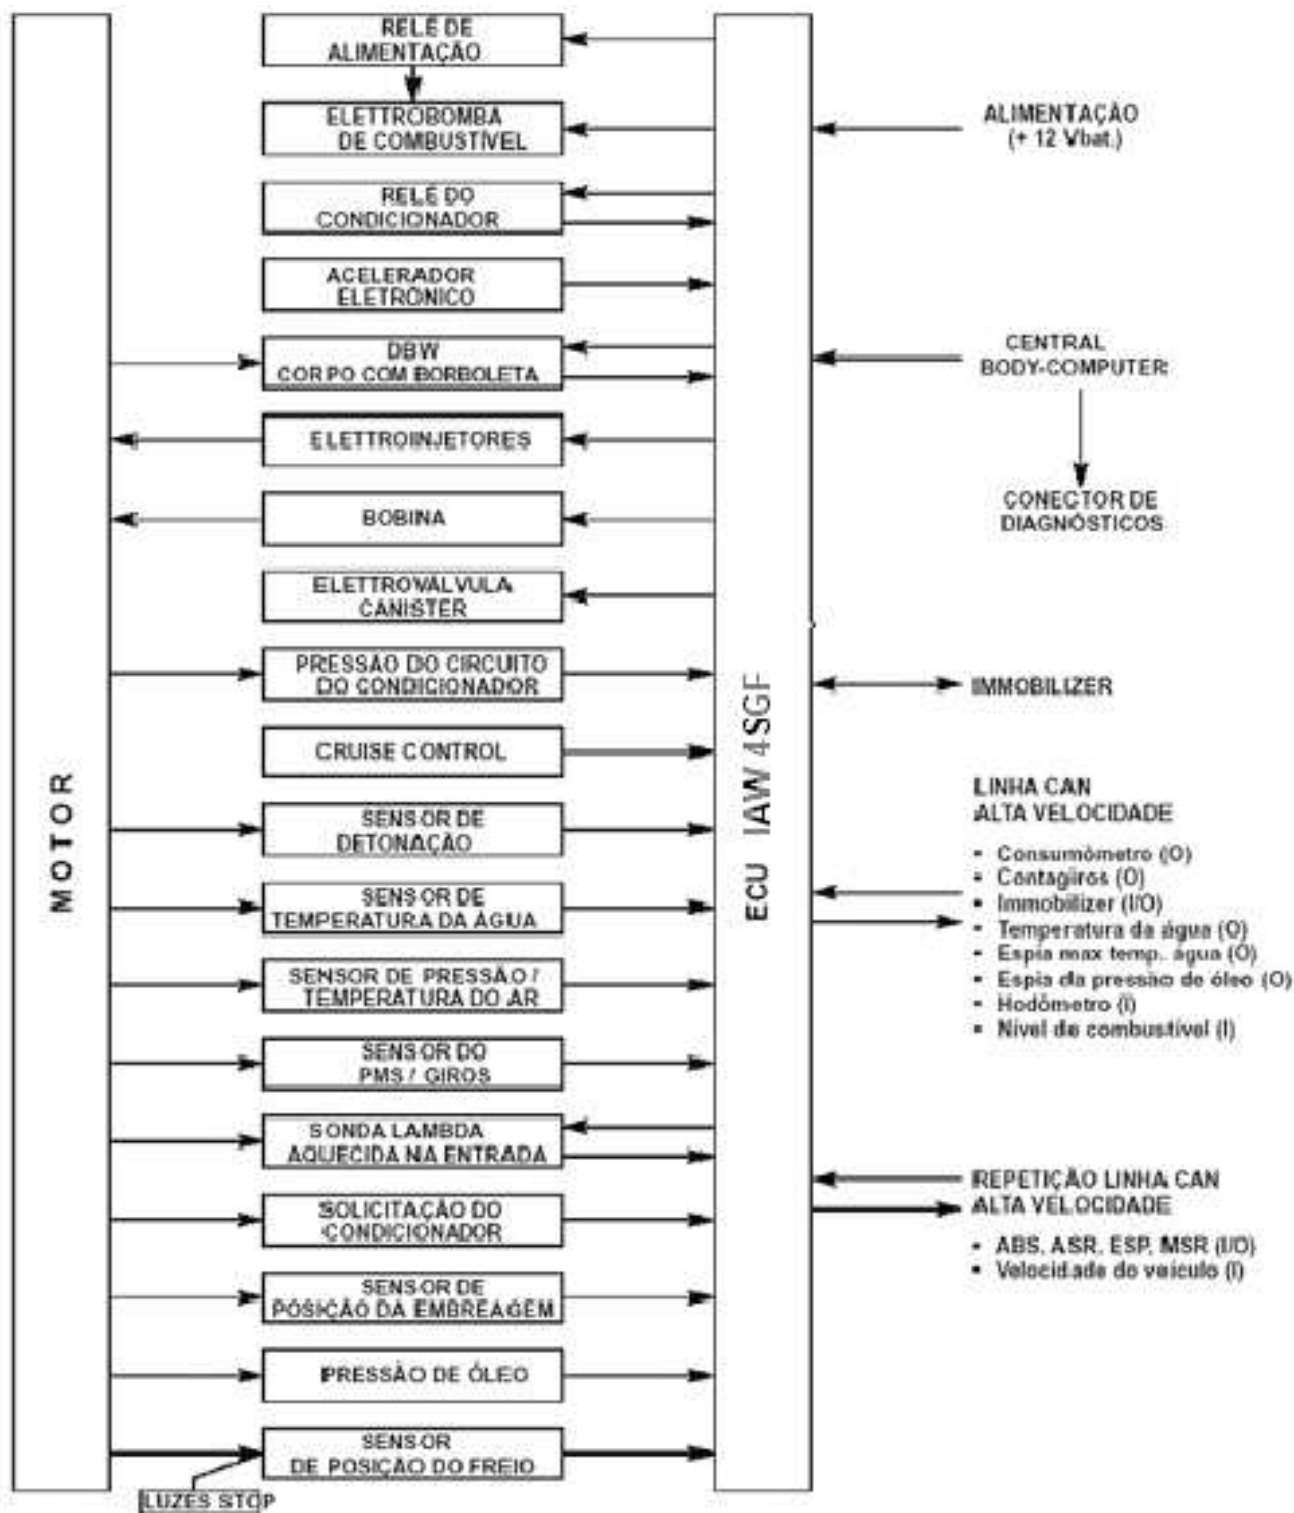 RELÉ DE
ALIMENTAÇÃO
ELETTROBOMBA
DE COMBUSTÍVEL
RELÉ DO
CONDICIONADOR
ACELERADOR
ELETRÔNICO
DBW
CORPO COM BORBOLETA
ELETTROINJETORES
BOBINA
ELETTROVÁLVULA
CANISTER
PRESSÃO DO CIRCUITO
DO CONDICIONADOR
CRUISE CONTROL
SENSOR DE
DETONAÇÃO
SENSOR DE
TEMPERATURA DA ÁGUA
SENSOR DE PRESSÃO /
TEMPERATURA DO AR
SENSOR DO
PMS / GIROS
SONDA LAMBDA
AQUECIDA NA ENTRADA
SOLICITAÇÃO DO
CONDICIONADOR
SENSOR DE
POSIÇÃO DA EMBREAGEM
PRESSÃO DE ÓLEO
SENSOR
DE POSIÇÃO DO FREIO
LUZES STOP
MOTOR
ECU IAW 4SGF
ALIMENTAÇÃO
(+ 12 Vbat.)
CENTRAL
BODY-COMPUTER
CONECTOR DE
DIAGNÓSTICOS
IMMOBILIZER
LINHA CAN
ALTA VELOCIDADE
- Consumômetro (O)
- Contagiros (O)
- Immobilizer (I/O)
- Temperatura da água (O)
- Espia max temp. água (O)
- Espia da pressão de óleo (O)
- Hodômetro (I)
- Nível de combustível (I)
REPETIÇÃO LINHA CAN
ALTA VELOCIDADE
- ABS, ASR, ESP, MSR (I/O)
- Velocidade do veículo (I)